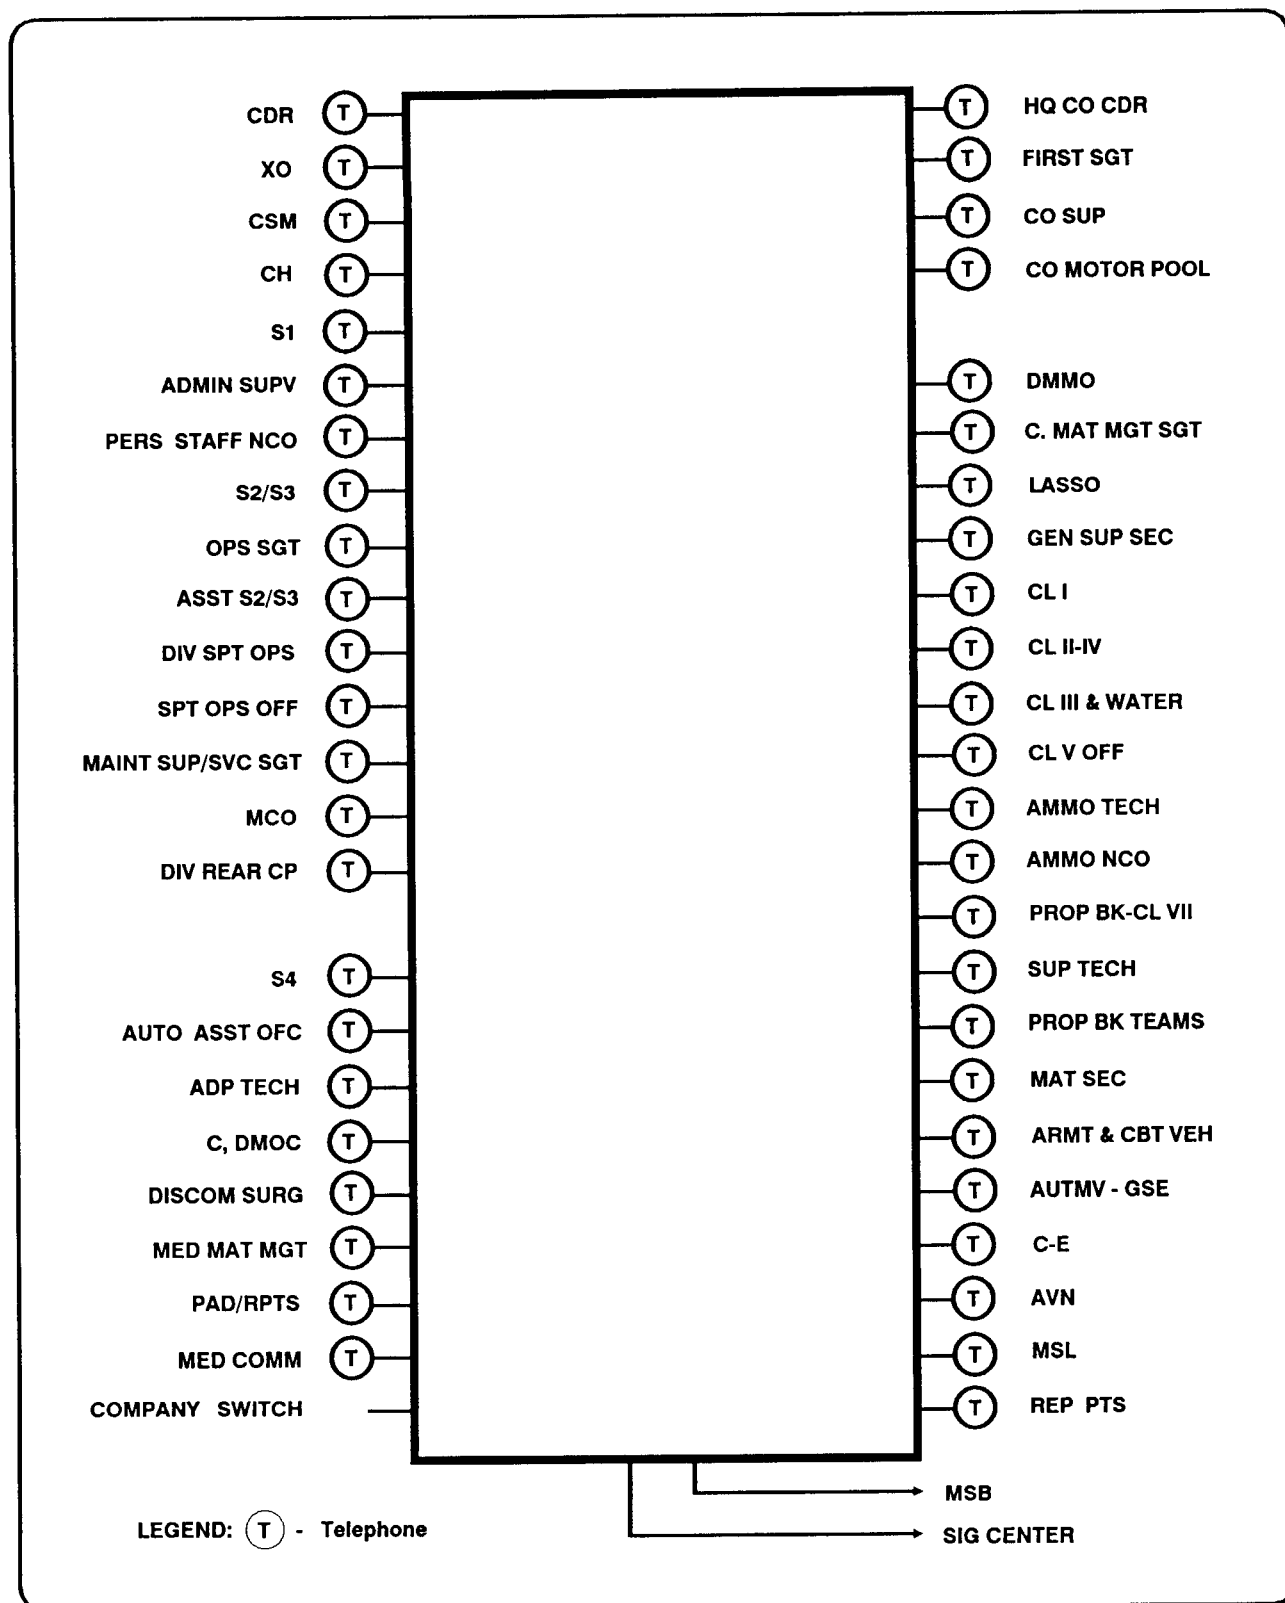 CDR T
XO T
CSM T
CH T
S1 T
ADMIN SUPV T
PERS STAFF NCO T
S2/S3 T
OPS SGT T
ASST S2/S3 T
DIV SPT OPS T
SPT OPS OFF T
MAINT SUP/SVC SGT T
MCO T
DIV REAR CP T
S4 T
AUTO ASST OFC T
ADP TECH T
C, DMOC T
DISCOM SURG T
MED MAT MGT T
PAD/RPTS T
MED COMM T
COMPANY SWITCH
T HQ CO CDR
T FIRST SGT
T CO SUP
T CO MOTOR POOL
T DMMO
T C. MAT MGT SGT
T LASSO
T GEN SUP SEC
T CL I
T CL II-IV
T CL III & WATER
T CL V OFF
T AMMO TECH
T AMMO NCO
T PROP BK-CL VII
T SUP TECH
T PROP BK TEAMS
T MAT SEC
T ARMT & CBT VEH
T AUTMV - GSE
T C-E
T AVN
T MSL
T REP PTS
MSB
SIG CENTER
LEGEND: T - Telephone